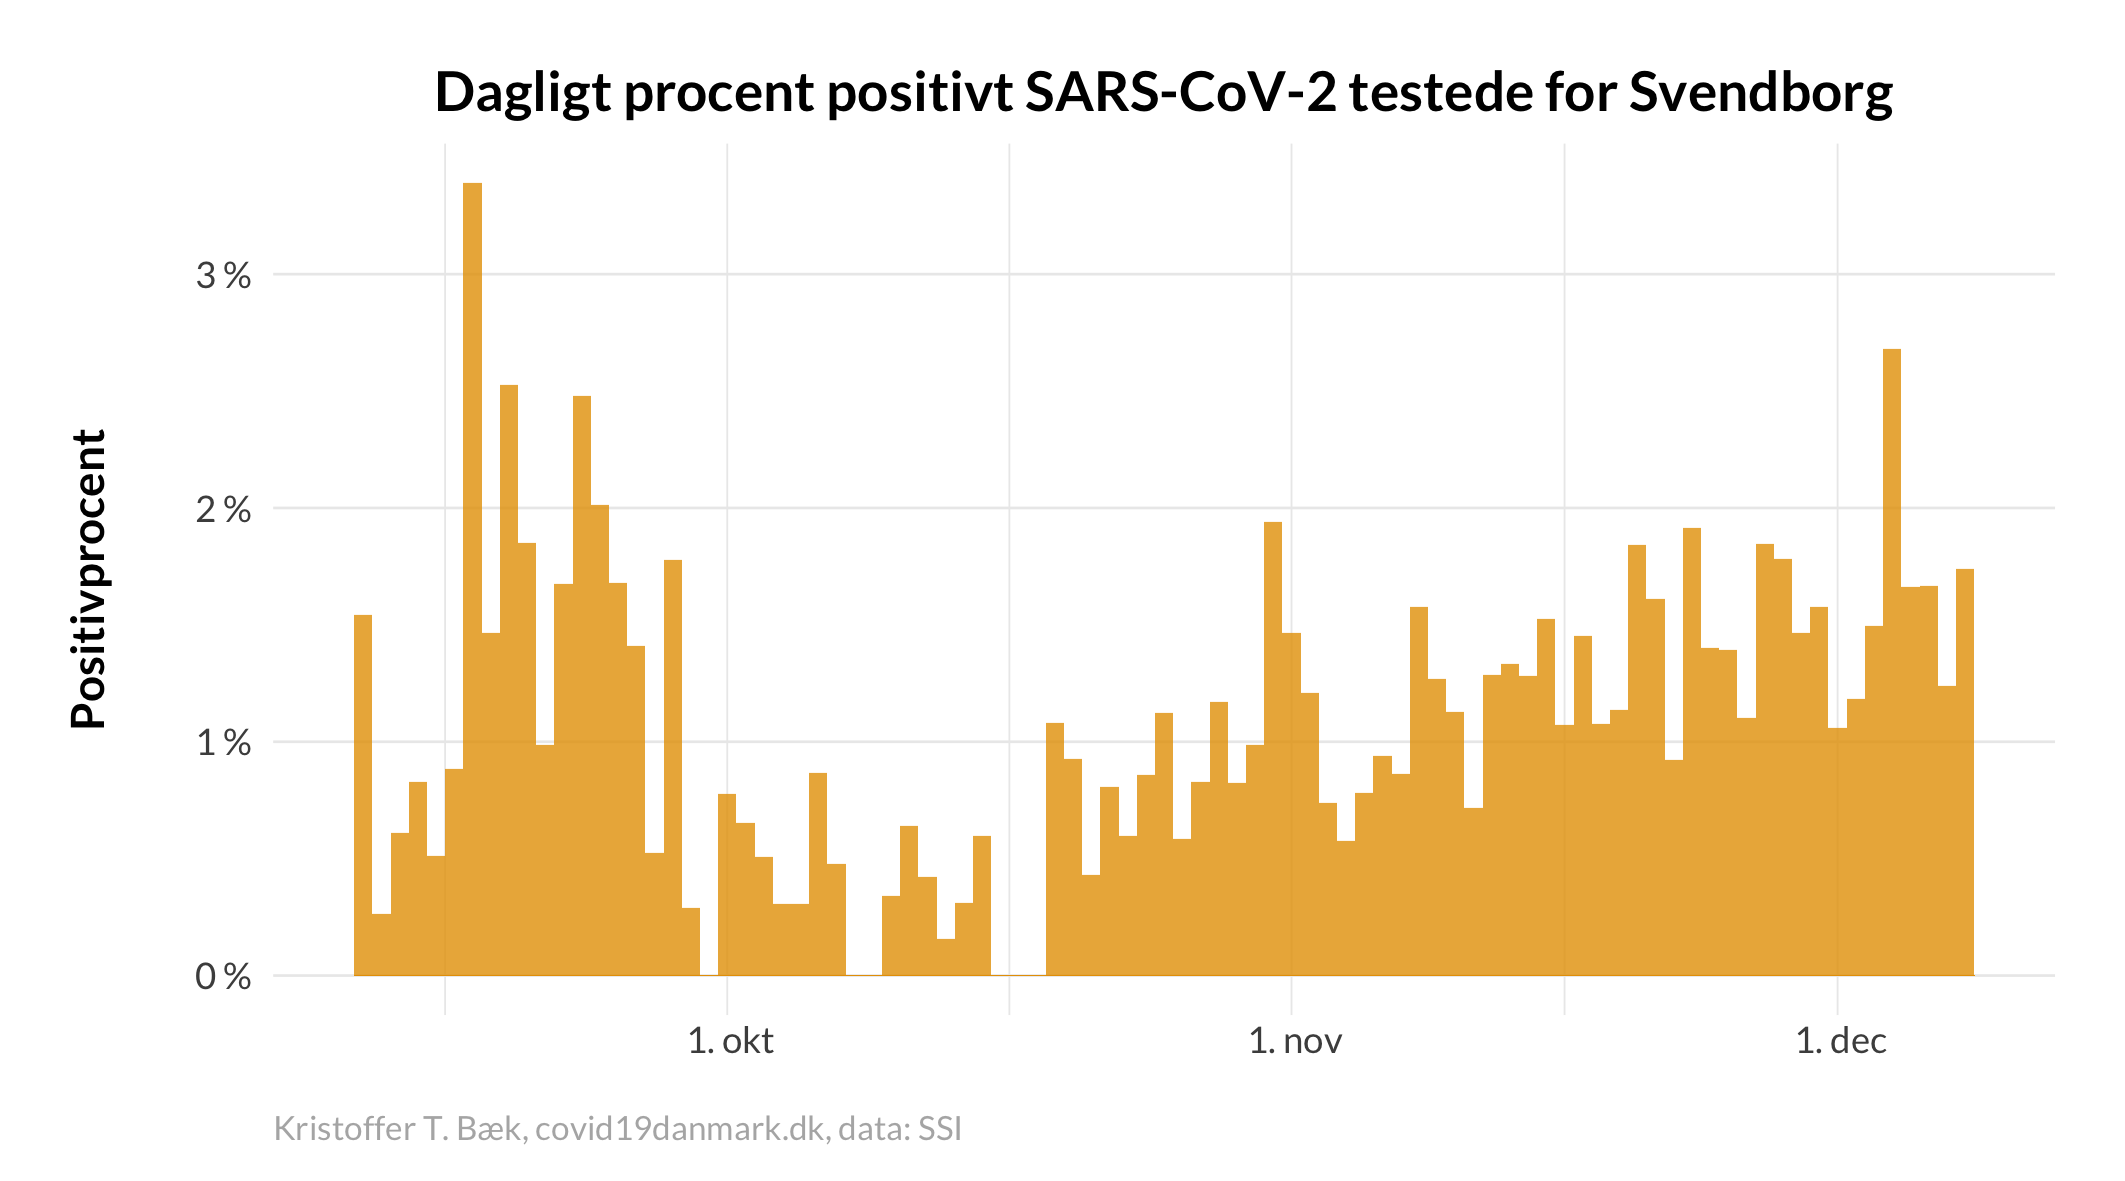 Dagligt procent positivt SARS-CoV-2 testede for Svendborg
Positivprocent
3 %
2 %
1 %
0 %
1. okt
1. nov
1. dec
Kristoffer T. Bæk, covid19danmark.dk, data: SSI